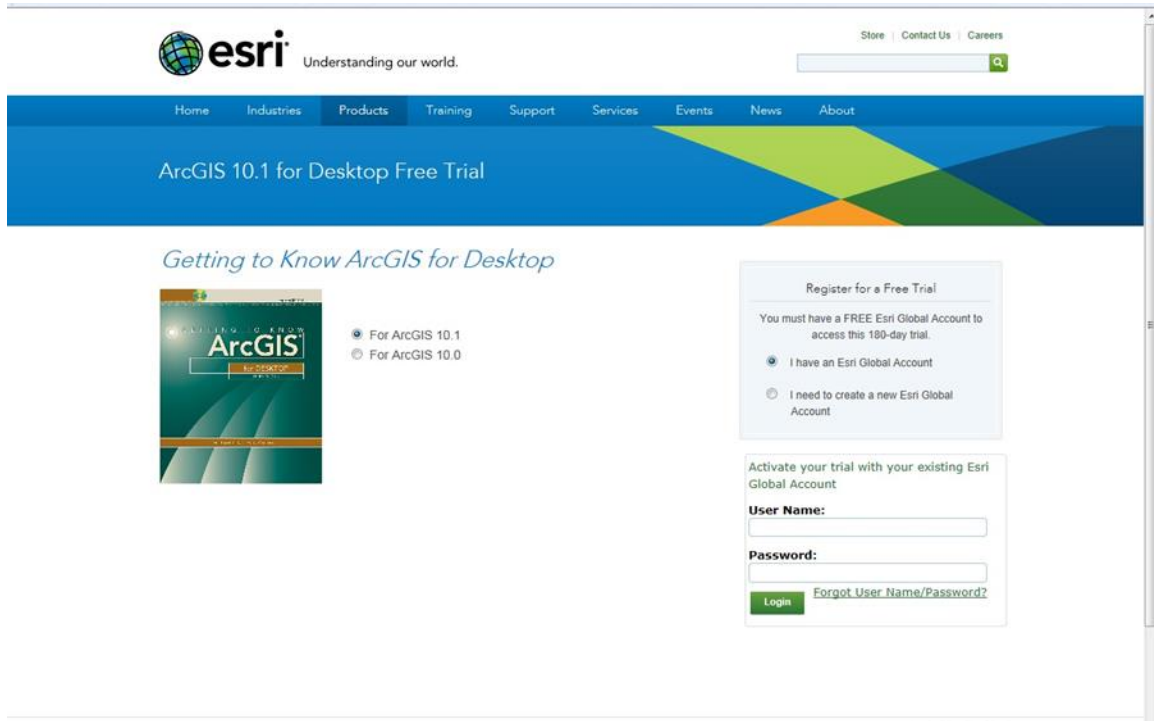 esri
Understanding our world.
Store | Contact Us | Careers
Home Industries Products Training Support Services Events News About
ArcGIS 10.1 for Desktop Free Trial
Getting to Know ArcGIS for Desktop
GETTING TO KNOW
ArcGIS
for DESKTOP
For ArcGIS 10.1
For ArcGIS 10.0
Register for a Free Trial
You must have a FREE Esri Global Account to
access this 180-day trial.
I have an Esri Global Account
I need to create a new Esri Global
Account
Activate your trial with your existing Esri
Global Account
User Name:
Password:
Login
Forgot User Name/Password?